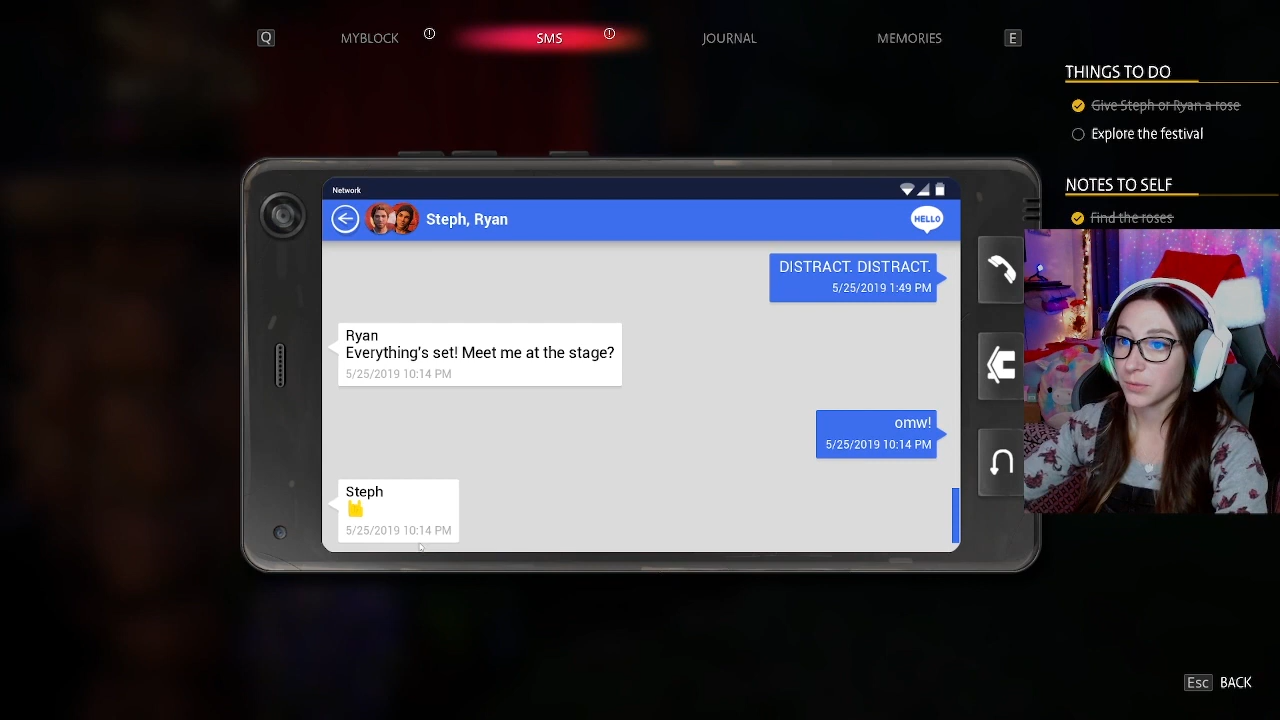 Q
MYBLOCK
SMS
JOURNAL
MEMORIES
E
THINGS TO DO
Give Steph or Ryan a rose
Explore the festival
NOTES TO SELF
Find the roses
Network
Steph, Ryan
HELLO
DISTRACT. DISTRACT.
5/25/2019 1:49 PM
Ryan
Everything's set! Meet me at the stage?
5/25/2019 10:14 PM
omw!
5/25/2019 10:14 PM
Steph
5/25/2019 10:14 PM
Esc BACK